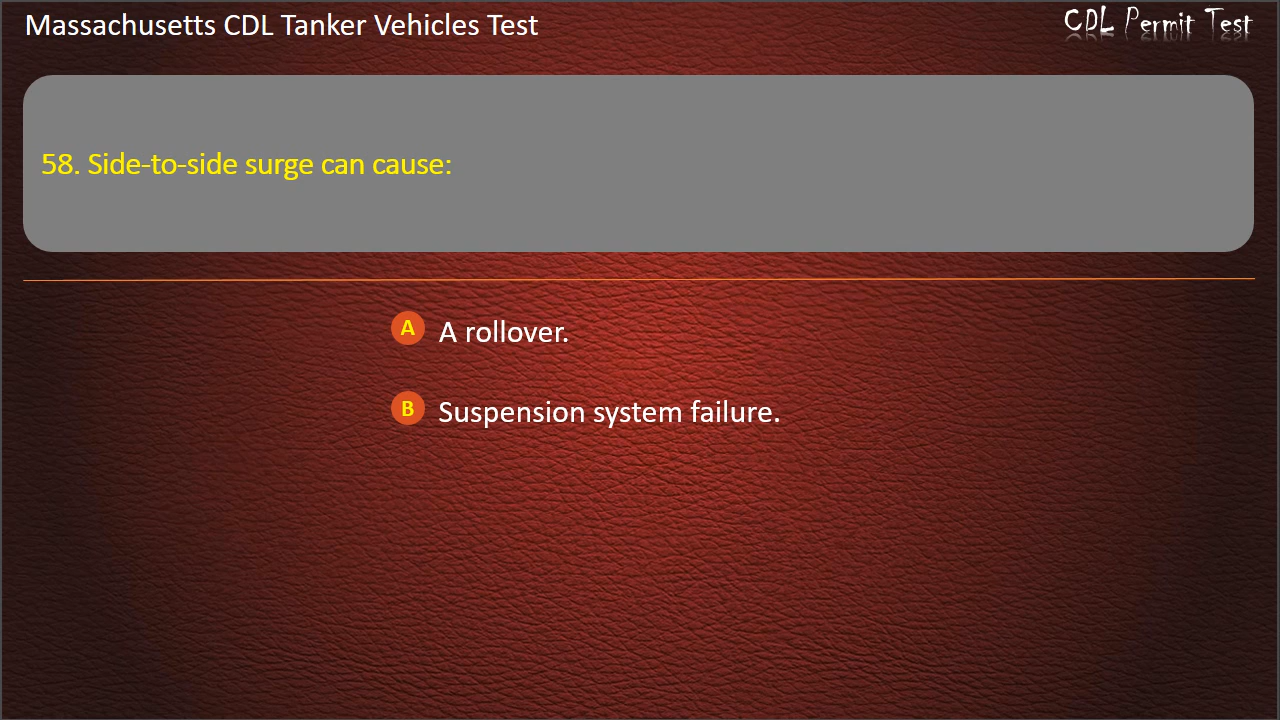 Massachusetts CDL Tanker Vehicles Test
CDL Permit Test
58. Side-to-side surge can cause:
A A rollover.
B Suspension system failure.